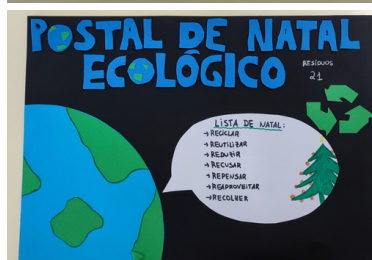 POSTAL DE NATAL
ECOLÓGICO
RESÍDUOS
21
LISTA DE NATAL:
→ RECICLAR
→ REUTILIZAR
→ REDUZIR
→ RECUSAR
→ REPENSAR
→ REAPROVEITAR
→ RECOLHER